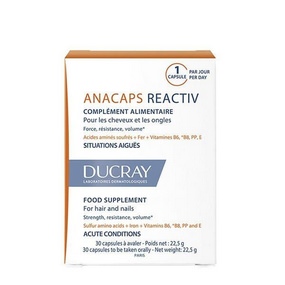 1
CAPSULE
PAR JOUR
PER DAY
ANACAPS REACTIV
COMPLÉMENT ALIMENTAIRE
Pour les cheveux et les ongles
Force, résistance, volume*
Acides aminés soufrés + Fer + Vitamines B6, *B8, PP, E
SITUATIONS AIGUËS
DUCRAY
LABORATOIRES DERMATOLOGIQUES
FOOD SUPPLEMENT
For hair and nails
Strength, resistance, volume*
Sulfur amino acids + Iron + Vitamins B6, *B8, PP and E
ACUTE CONDITIONS
30 capsules à avaler - Poids net : 22,5 g
30 capsules to be taken orally - Net weight: 22,5 g
PARIS